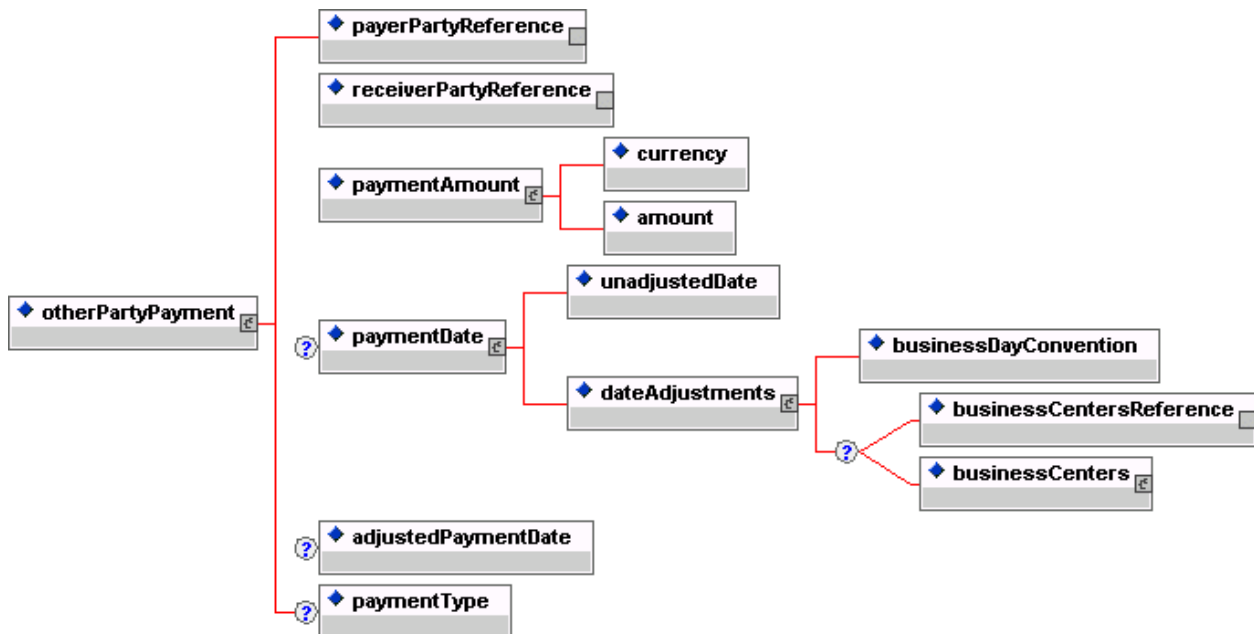 payerPartyReference
receiverPartyReference
currency
paymentAmount
amount
unadjustedDate
otherPartyPayment
? paymentDate
businessDayConvention
dateAdjustments
businessCentersReference
?
businessCenters
? adjustedPaymentDate
? paymentType